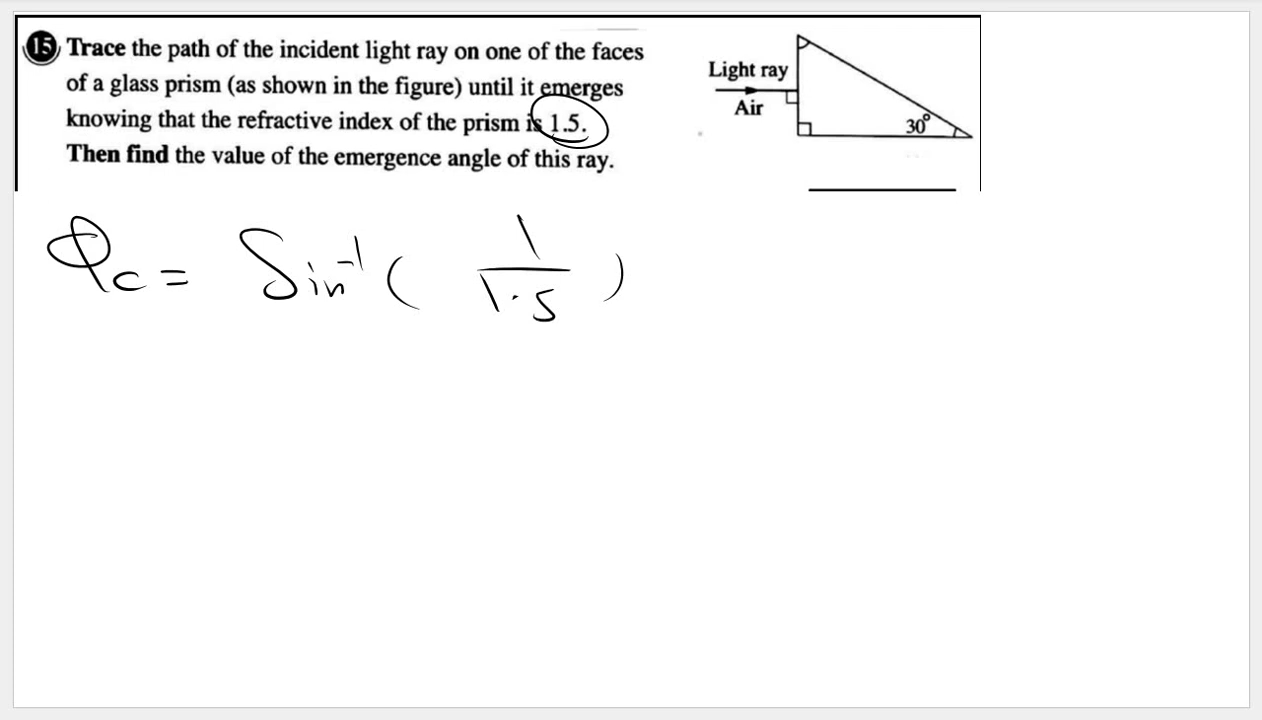 15 Trace the path of the incident light ray on one of the faces
of a glass prism (as shown in the figure) until it emerges
knowing that the refractive index of the prism is 1.5.
Then find the value of the emergence angle of this ray.
Light ray
Air
30°
Φc = Sin⁻¹ ( 1/1.5 )